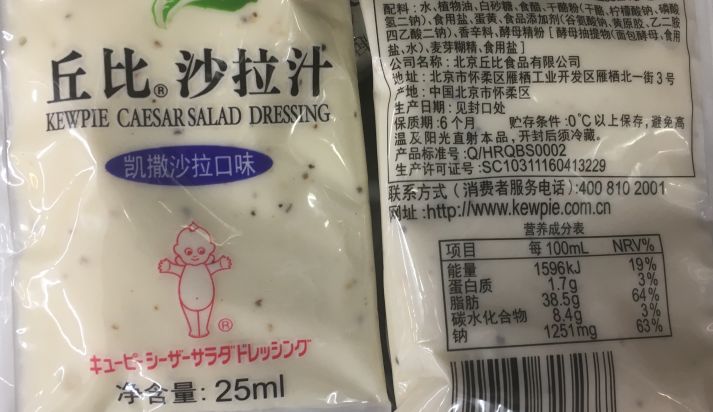 丘比®沙拉汁
KEWPIE CAESAR SALAD DRESSING
凯撒沙拉口味
®
キユーピーシーザーサラダドレッシング
净含量: 25ml
配料:水、植物油、白砂糖、食醋、干酪粉(干酪、柠檬酸钠、磷酸
氢二钠)、食用盐、蛋黄、食品添加剂(谷氨酸钠、黄原胶、乙二胺
四乙酸二钠)、香辛料、酵母精粉[酵母抽提物(面包酵母、食用
盐、水)、麦芽糊精、食用盐]
公司名称: 北京丘比食品有限公司
地址: 北京市怀柔区雁栖工业开发区雁栖北一街3号
产地: 中国北京市怀柔区
生产日期: 见封口处
保质期:6个月 贮存条件:0℃以上保存,避免高
温及阳光直射本品,开封后须冷藏。
产品标准号: Q/HRQBS0002
生产许可证号: SC10311160413229
联系方式(消费者服务电话):400 810 2001
网址:http://www.kewpie.com.cn
营养成分表
项目 每100mL NRV%
能量 1596kJ 19%
蛋白质 1.7g 3%
脂肪 38.5g 64%
碳水化合物 8.4g 3%
钠 1251mg 63%